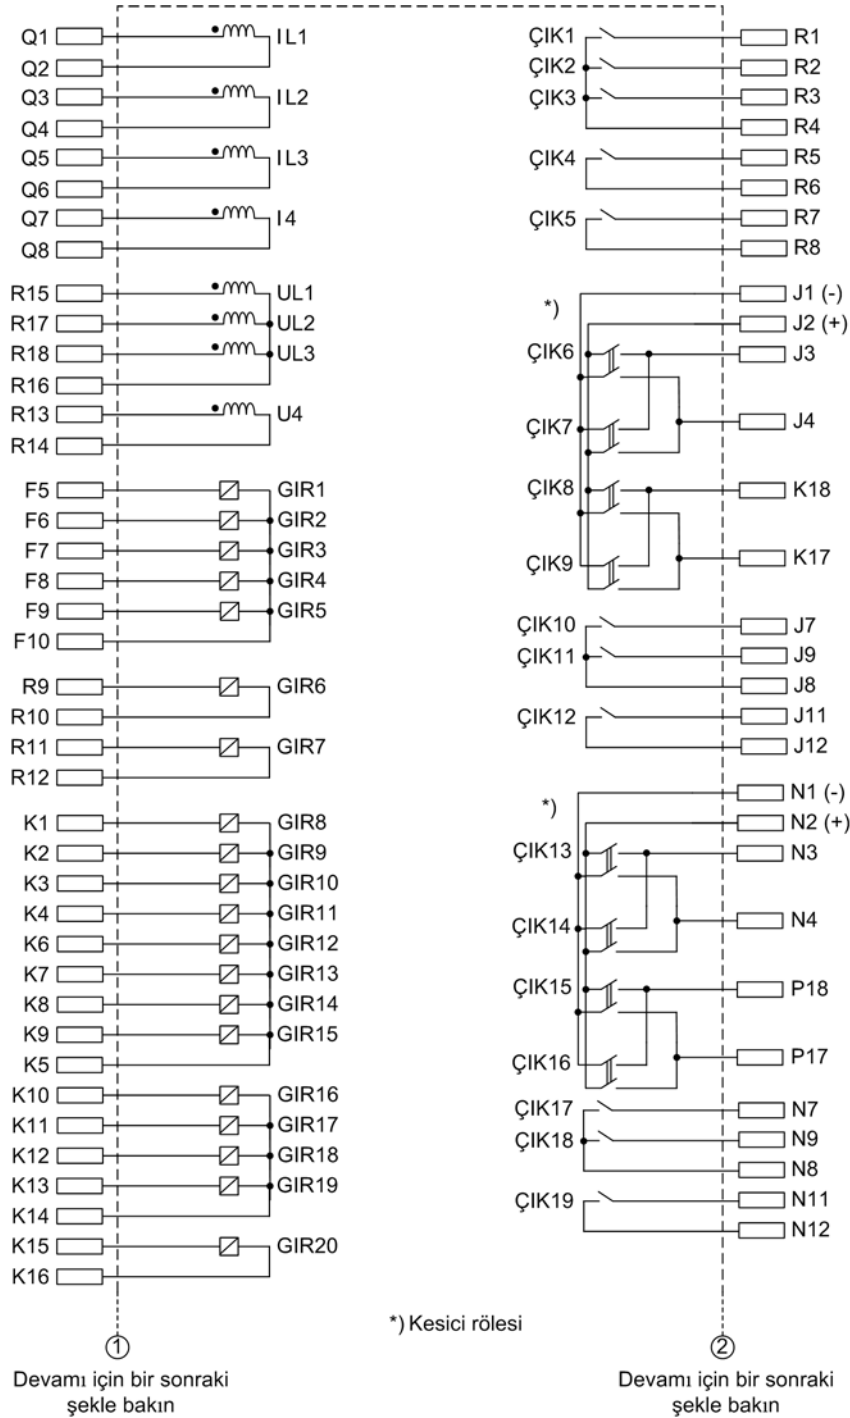 Q1 IL1
Q2
Q3 IL2
Q4
Q5 IL3
Q6
Q7 I4
Q8
R15 UL1
R17 UL2
R18 UL3
R16
R13 U4
R14
F5 GIR1
F6 GIR2
F7 GIR3
F8 GIR4
F9 GIR5
F10
R9 GIR6
R10
R11 GIR7
R12
K1 GIR8
K2 GIR9
K3 GIR10
K4 GIR11
K6 GIR12
K7 GIR13
K8 GIR14
K9 GIR15
K5
K10 GIR16
K11 GIR17
K12 GIR18
K13 GIR19
K14
K15 GIR20
K16
1
Devamı için bir sonraki
şekle bakın
ÇIK1 R1
ÇIK2 R2
ÇIK3 R3
R4
ÇIK4 R5
R6
ÇIK5 R7
R8
*) J1 (-)
J2 (+)
ÇIK6 J3
ÇIK7 J4
ÇIK8 K18
ÇIK9 K17
ÇIK10 J7
ÇIK11 J9
J8
ÇIK12 J11
J12
*) N1 (-)
N2 (+)
ÇIK13 N3
ÇIK14 N4
ÇIK15 P18
ÇIK16 P17
ÇIK17 N7
ÇIK18 N9
N8
ÇIK19 N11
N12
*) Kesici rölesi
2
Devamı için bir sonraki
şekle bakın